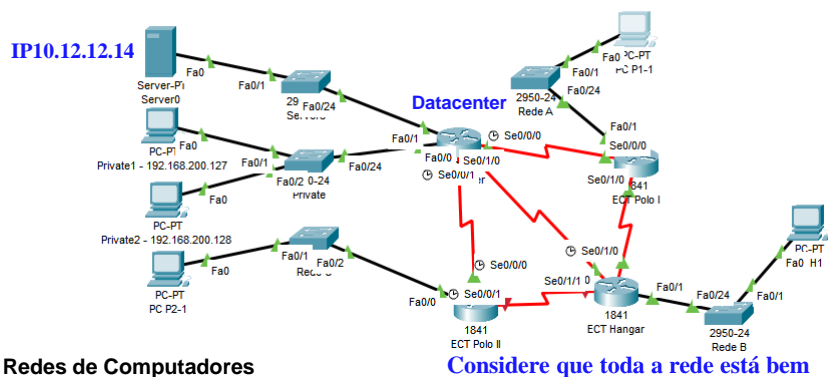 IP10.12.12.14
Server-PT
Server0
Fa0
Fa0/1
Fa0/24
Datacenter
Fa0
PC-PT
PC P1-1
Fa0/1
Fa0/24
2950-24
Rede A
Fa0/1
Se0/0/0
Se0/1/0
1841
ECT Polo I
Fa0/1
Fa0/0
Se0/0/0
Se0/1/0
Se0/0/1
Fa0
PC-PT
Private1 - 192.168.200.127
Fa0/1
Fa0/24
Fa0/2
Private
Fa0
PC-PT
Private2 - 192.168.200.128
Fa0/1
Fa0/2
Fa0
PC-PT
PC P2-1
Se0/0/0
Se0/0/1
Fa0/0
1841
ECT Polo II
Se0/1/0
Se0/1/1
Fa0/1
1841
ECT Hangar
Fa0/24
Fa0/1
2950-24
Rede B
PC-PT
Fa0
H1
Redes de Computadores
Considere que toda a rede está bem